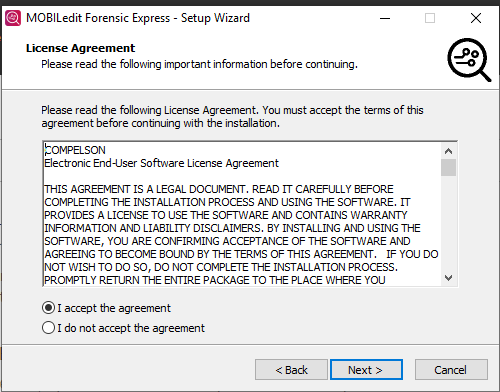 MOBILedit Forensic Express - Setup Wizard
License Agreement
Please read the following important information before continuing.
Please read the following License Agreement. You must accept the terms of this
agreement before continuing with the installation.
COMPELSON
Electronic End-User Software License Agreement
THIS AGREEMENT IS A LEGAL DOCUMENT. READ IT CAREFULLY BEFORE
COMPLETING THE INSTALLATION PROCESS AND USING THE SOFTWARE. IT
PROVIDES A LICENSE TO USE THE SOFTWARE AND CONTAINS WARRANTY
INFORMATION AND LIABILITY DISCLAIMERS. BY INSTALLING AND USING THE
SOFTWARE, YOU ARE CONFIRMING ACCEPTANCE OF THE SOFTWARE AND
AGREEING TO BECOME BOUND BY THE TERMS OF THIS AGREEMENT.   IF YOU DO
NOT WISH TO DO SO, DO NOT COMPLETE THE INSTALLATION PROCESS.
PROMPTLY RETURN THE ENTIRE PACKAGE TO THE PLACE WHERE YOU
I accept the agreement
I do not accept the agreement
< Back
Next >
Cancel